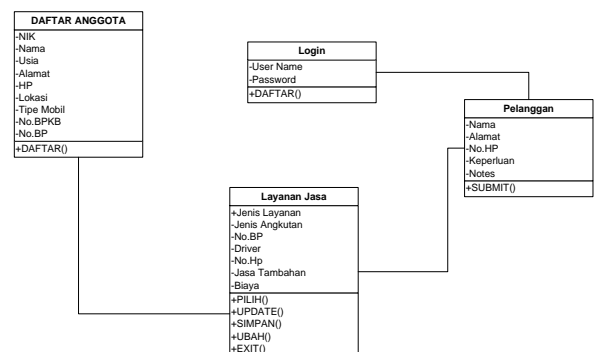 DAFTAR ANGGOTA
-NIK
-Nama
-Usia
-Alamat
-HP
-Lokasi
-Tipe Mobil
-No.BPKB
-No.BP
+DAFTAR()
Login
-User Name
-Password
+DAFTAR()
Pelanggan
-Nama
-Alamat
-No.HP
-Keperluan
-Notes
+SUBMIT()
Layanan Jasa
+Jenis Layanan
-Jenis Angkutan
-No.BP
-Driver
-No.Hp
-Jasa Tambahan
-Biaya
+PILIH()
+UPDATE()
+SIMPAN()
+UBAH()
+EXIT()